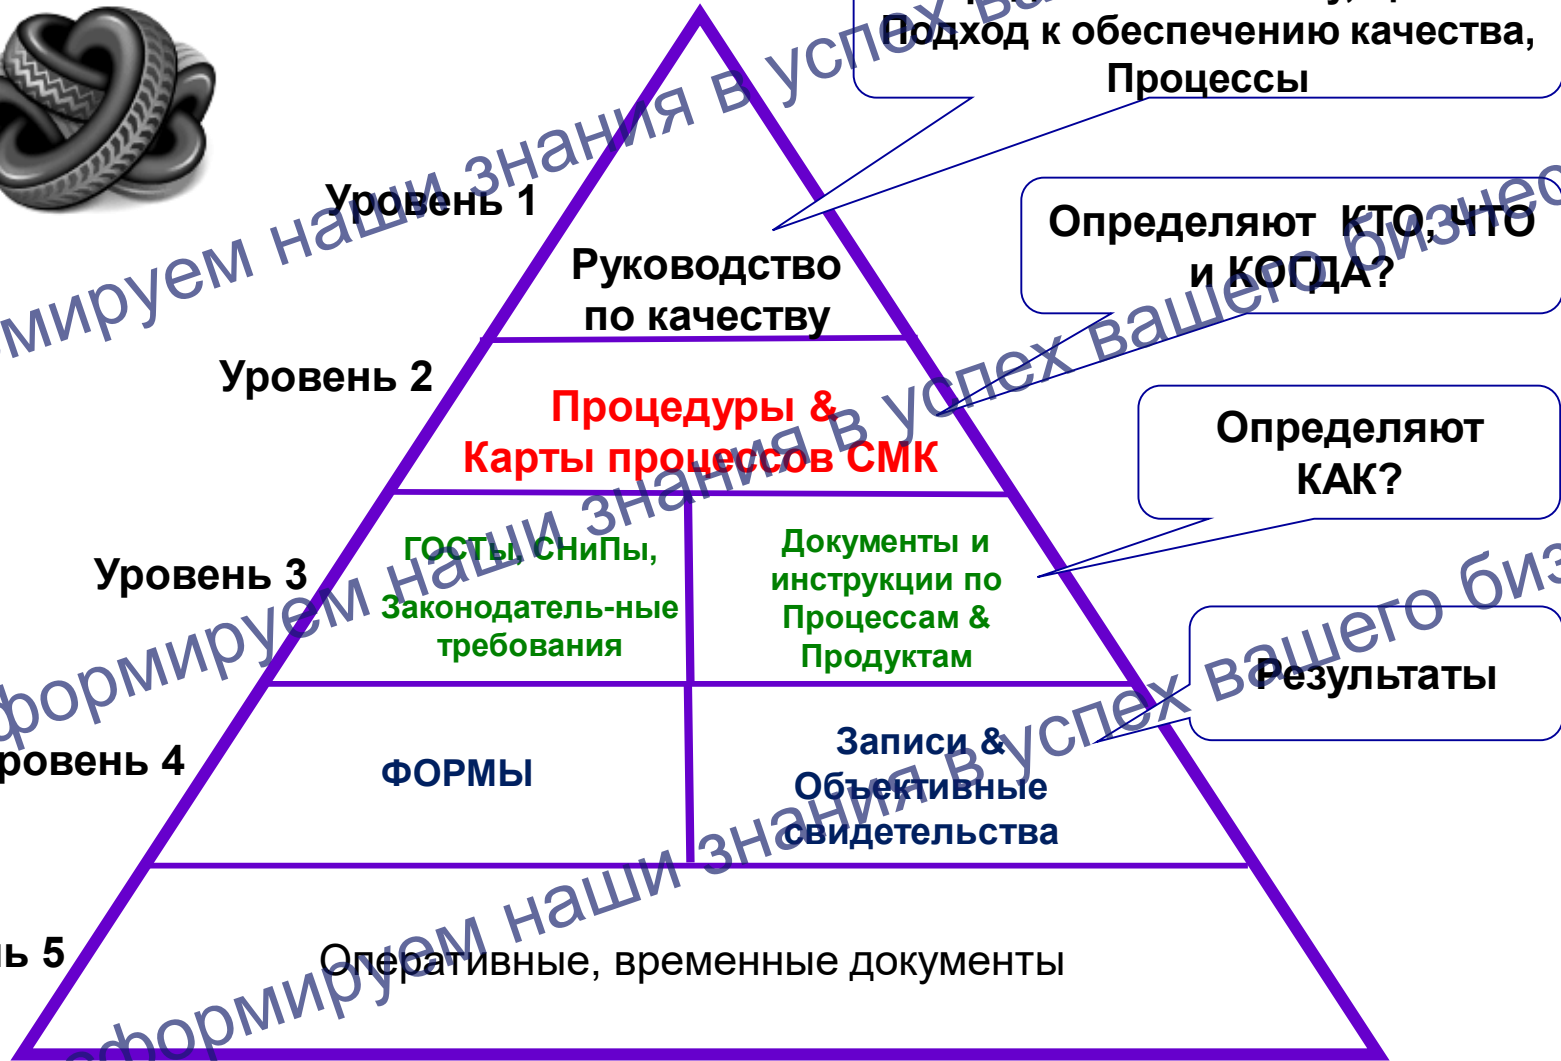 Подход к обеспечению качества,
Процессы
Уровень 1
Руководство
по качеству
Определяют КТО, ЧТО
и КОГДА?
Уровень 2
Процедуры &
Карты процессов СМК
Определяют
КАК?
Уровень 3
ГОСТы, СНиПы,
Законодатель-ные
требования
Документы и
инструкции по
Процессам &
Продуктам
Результаты
ровень 4
ФОРМЫ
Записи &
Объективные
свидетельства
ь 5
Оперативные, временные документы
мируем наши знания в успех
формируем наши знания в успех вашего бизнес
сформируем наши знания в успех вашего биз